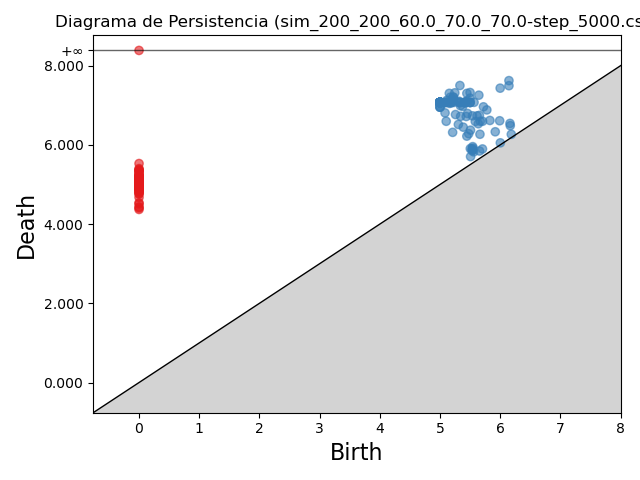 Diagrama de Persistencia (sim_200_200_60.0_70.0_70.0-step_5000.cs
+∞
8.000
6.000
4.000
2.000
0.000
Death
0 1 2 3 4 5 6 7 8
Birth